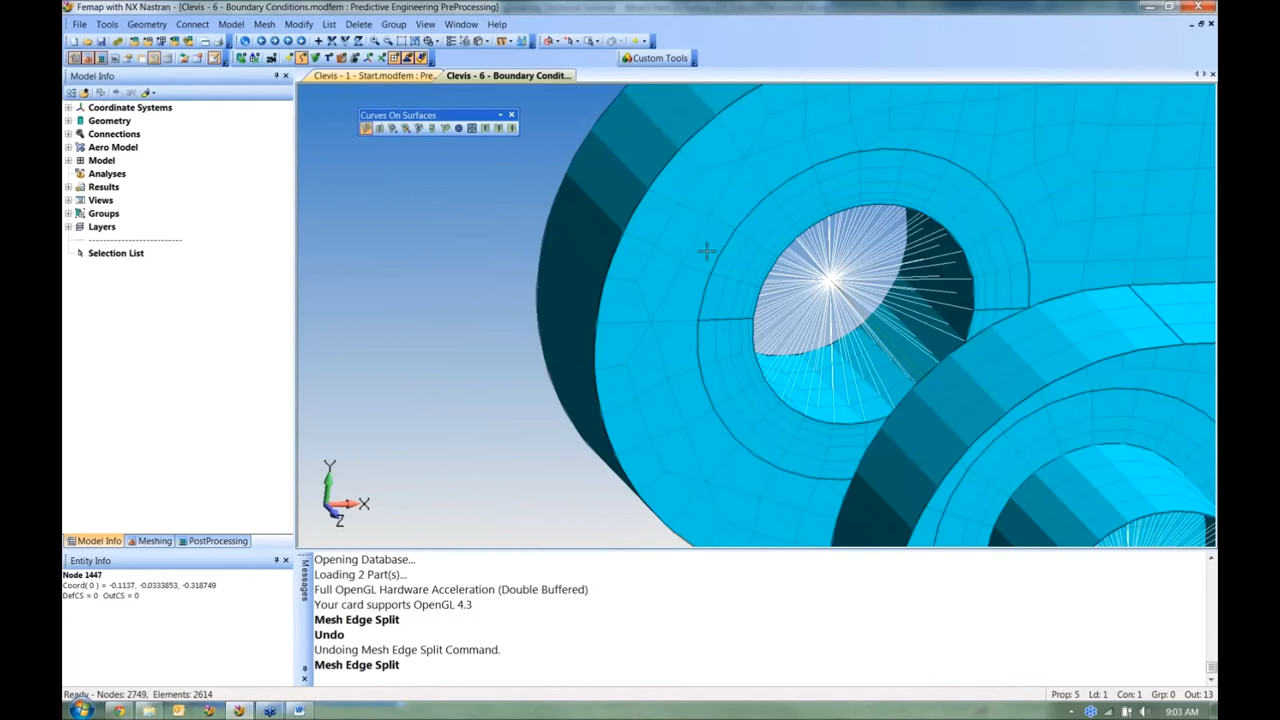 Femap with NX Nastran - [Clevis - 6 - Boundary Conditions.modfem : Predictive Engineering PreProcessing]
File Tools Geometry Connect Model Mesh Modify List Delete Group View Window Help
Custom Tools
Model Info
Clevis - 1 - Start.modfem : Pre...
Clevis - 6 - Boundary Condit...
Curves On Surfaces
Coordinate Systems
Geometry
Connections
Aero Model
Model
Analyses
Results
Views
Groups
Layers
Selection List
Y
X
Z
Model Info Meshing PostProcessing
Entity Info
Node 1447
Coord( 0 ) = -0.1137, -0.0333853, -0.318749
DefCS = 0 OutCS = 0
Messages
Opening Database...
Loading 2 Part(s)...
Full OpenGL Hardware Acceleration (Double Buffered)
Your card supports OpenGL 4.3
Mesh Edge Split
Undo
Undoing Mesh Edge Split Command.
Mesh Edge Split
Ready - Nodes: 2749, Elements: 2614
Prop: 5 Ld: 1 Con: 1 Grp: 0 Out: 13
9:03 AM